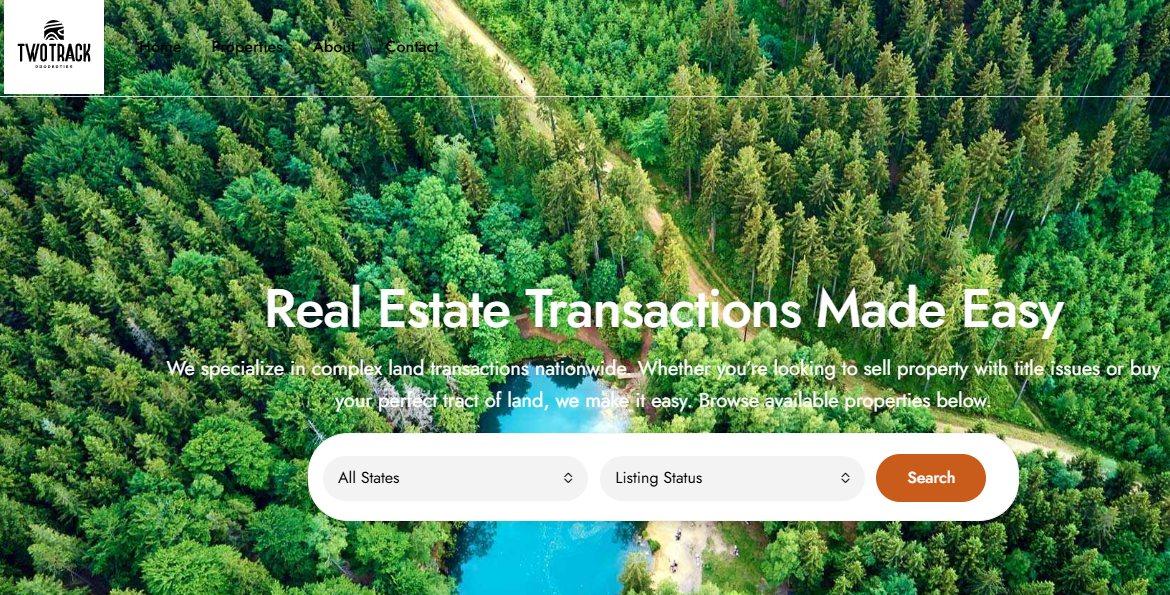 TWOTRACK
PROPERTIES
Home Properties About Contact
Real Estate Transactions Made Easy
We specialize in complex land transactions nationwide. Whether you're looking to sell property with title issues or buy
your perfect tract of land, we make it easy. Browse available properties below.
All States Listing Status Search